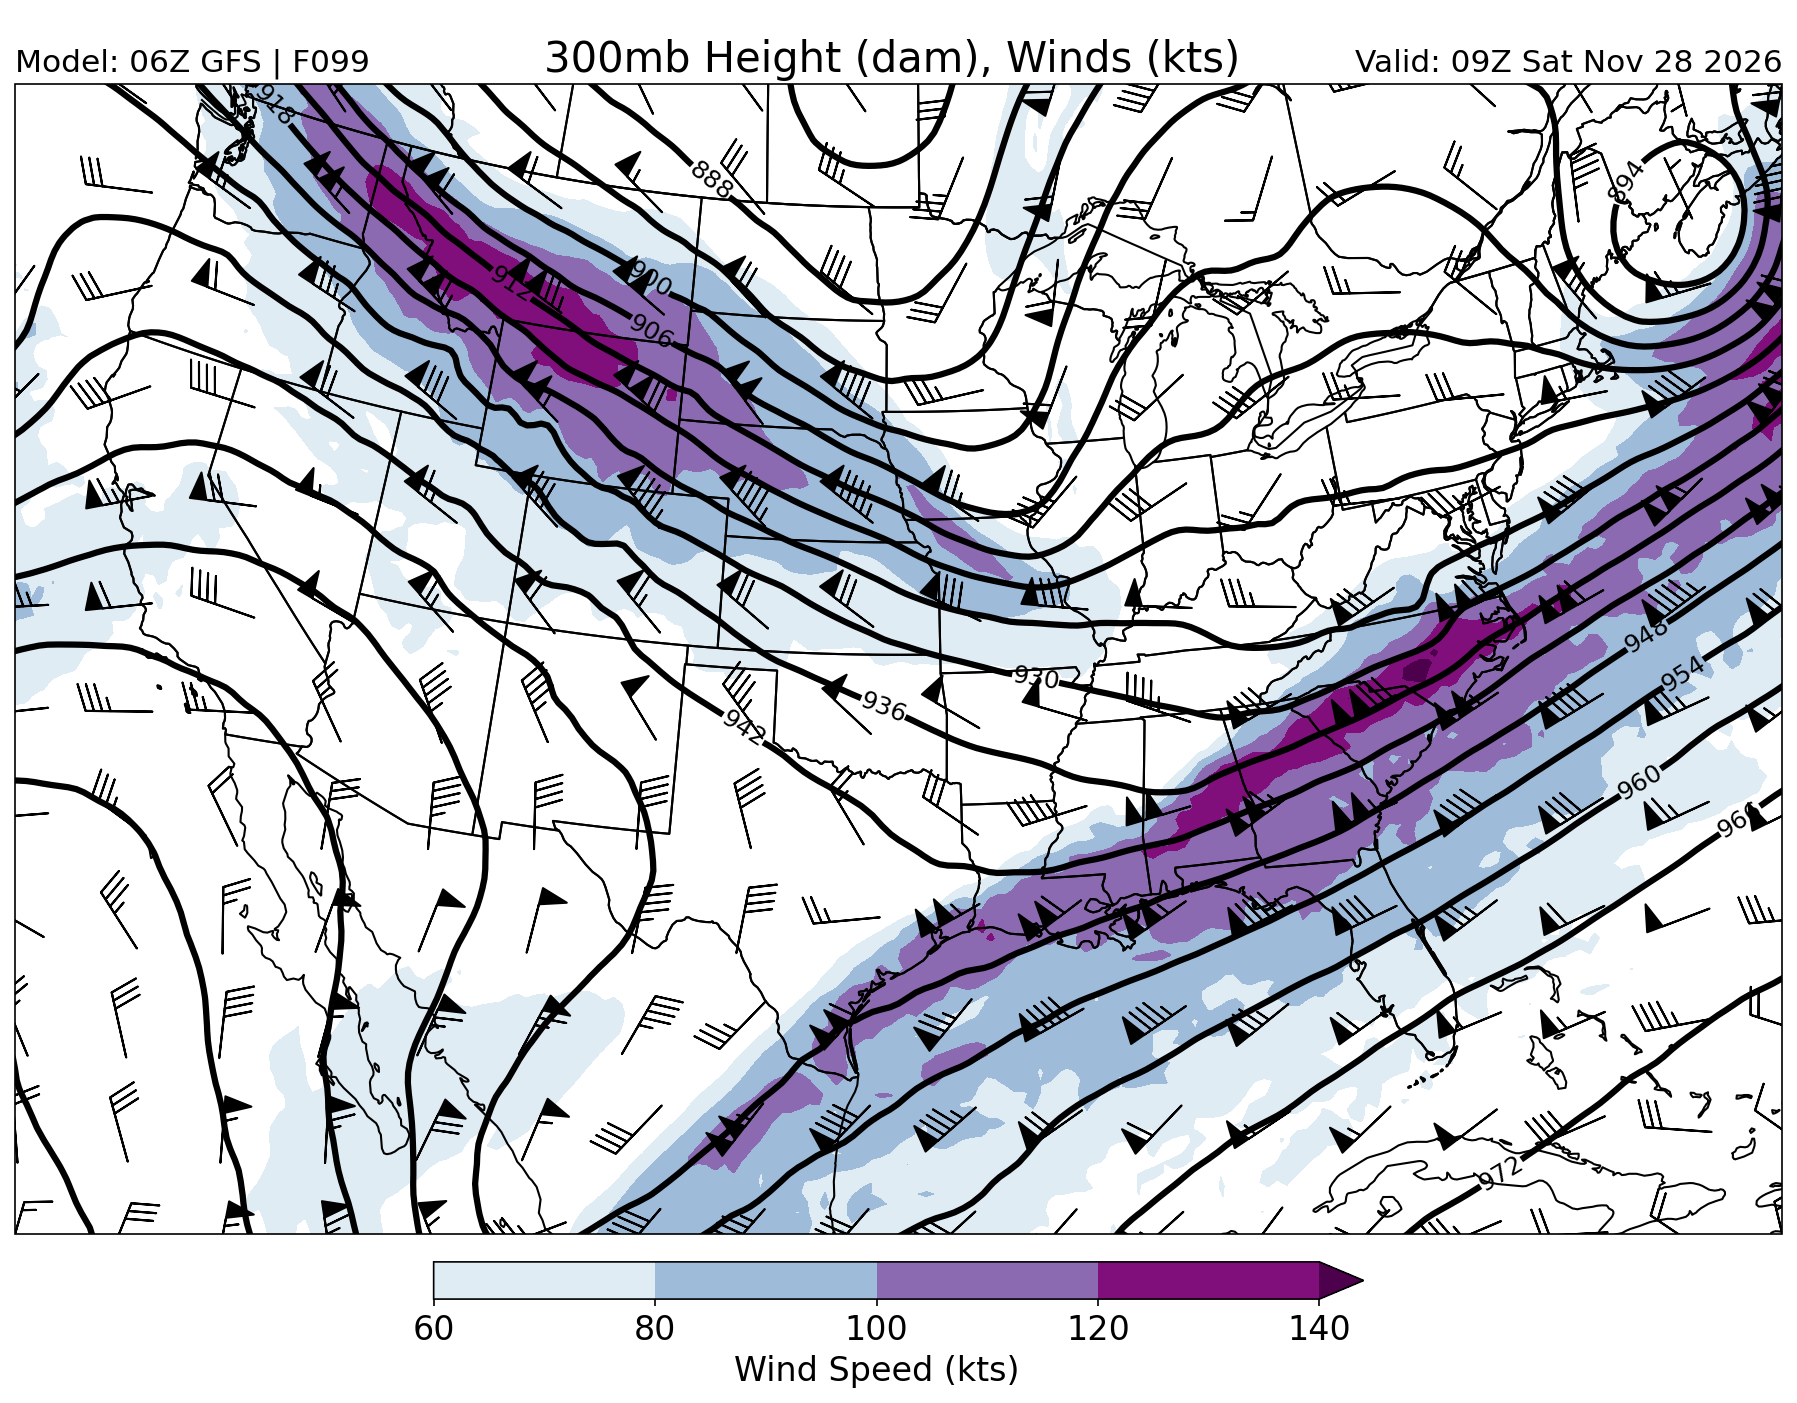 Model: 06Z GFS | F099
300mb Height (dam), Winds (kts)
Valid: 09Z Sat Nov 28 2026
918
888
894
900
912
906
930
936
942
948
954
960
966
972
60 80 100 120 140
Wind Speed (kts)